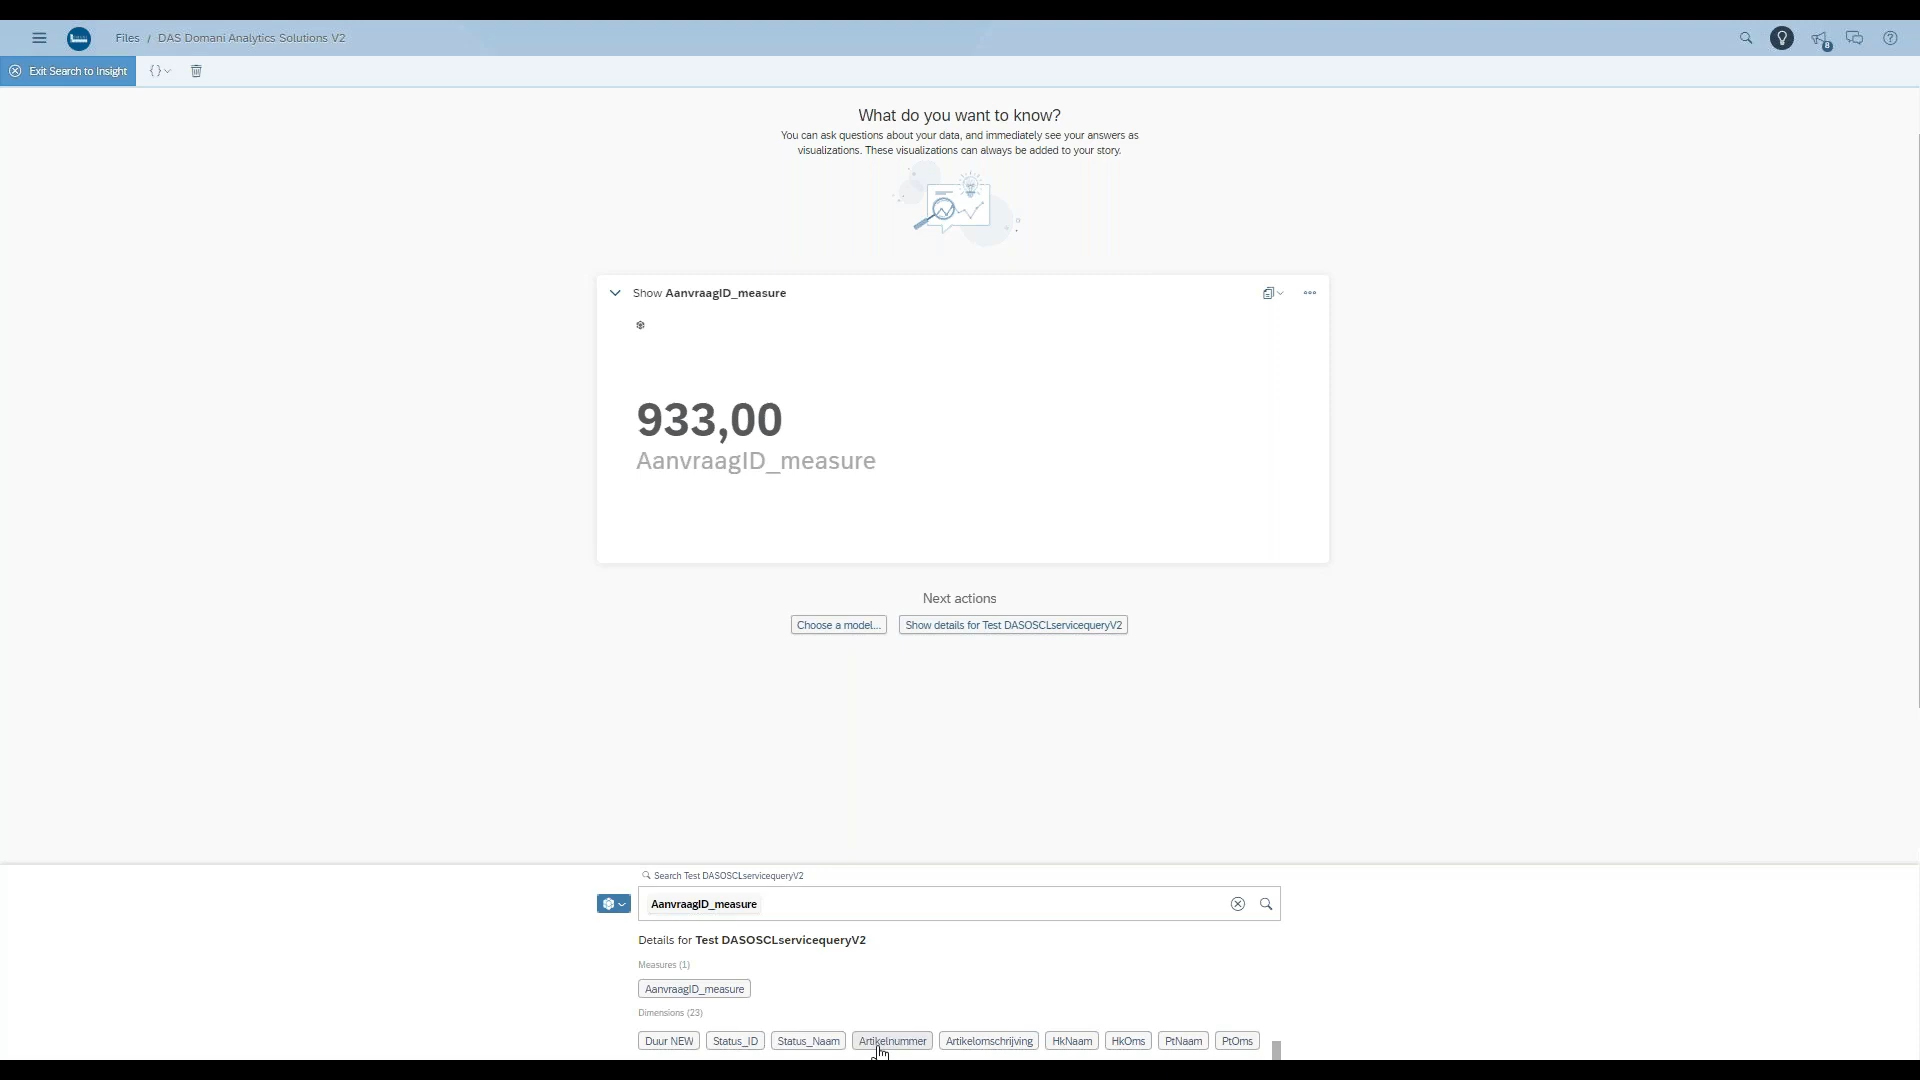 Files / DAS Domani Analytics Solutions V2
8
Exit Search to Insight
What do you want to know?
You can ask questions about your data, and immediately see your answers as
visualizations. These visualizations can always be added to your story.
Show AanvraagID_measure
933,00
AanvraagID_measure
Next actions
Choose a model... Show details for Test DASOSCLservicequeryV2
Search Test DASOSCLservicequeryV2
AanvraagID_measure
Details for Test DASOSCLservicequeryV2
Measures (1)
AanvraagID_measure
Dimensions (23)
Duur NEW Status_ID Status_Naam Artikelnummer Artikelomschrijving HkNaam HkOms PtNaam PtOms